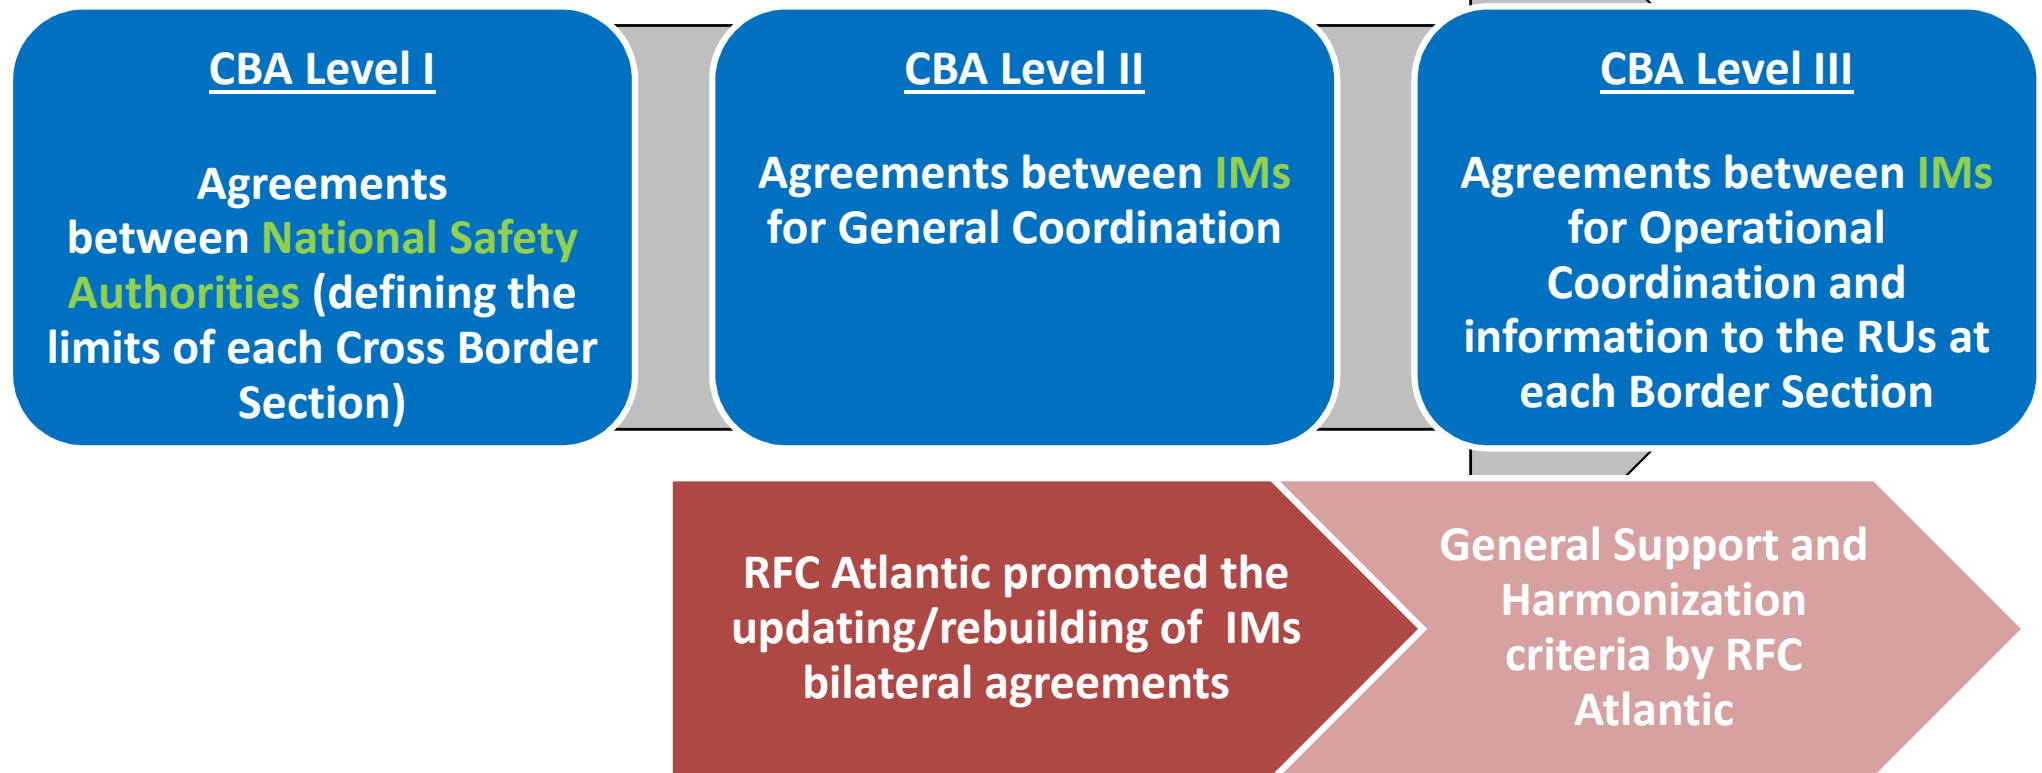 CBA Level I
Agreements
between National Safety
Authorities (defining the
limits of each Cross Border
Section)
CBA Level II
Agreements between IMs
for General Coordination
CBA Level III
Agreements between IMs
for Operational
Coordination and
information to the RUs at
each Border Section
RFC Atlantic promoted the
updating/rebuilding of IMs
bilateral agreements
General Support and
Harmonization
criteria by RFC
Atlantic